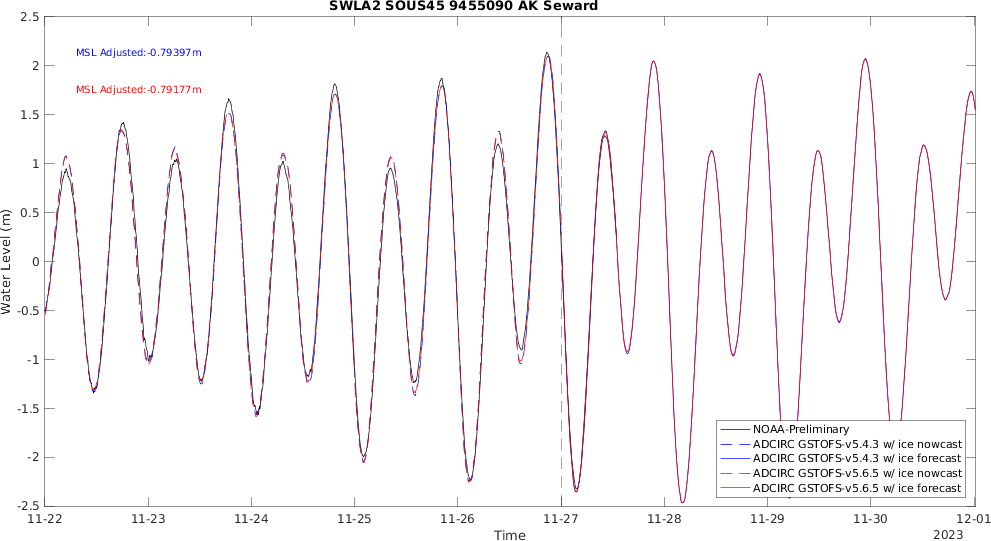 SWLA2 SOUS45 9455090 AK Seward
MSL Adjusted:-0.79397m
MSL Adjusted:-0.79177m
2.5
2
1.5
1
0.5
0
-0.5
-1
-1.5
-2
-2.5
Water Level (m)
NOAA-Preliminary
ADCIRC GSTOFS-v5.4.3 w/ ice nowcast
ADCIRC GSTOFS-v5.4.3 w/ ice forecast
ADCIRC GSTOFS-v5.6.5 w/ ice nowcast
ADCIRC GSTOFS-v5.6.5 w/ ice forecast
11-22 11-23 11-24 11-25 11-26 11-27 11-28 11-29 11-30 12-01
Time
2023